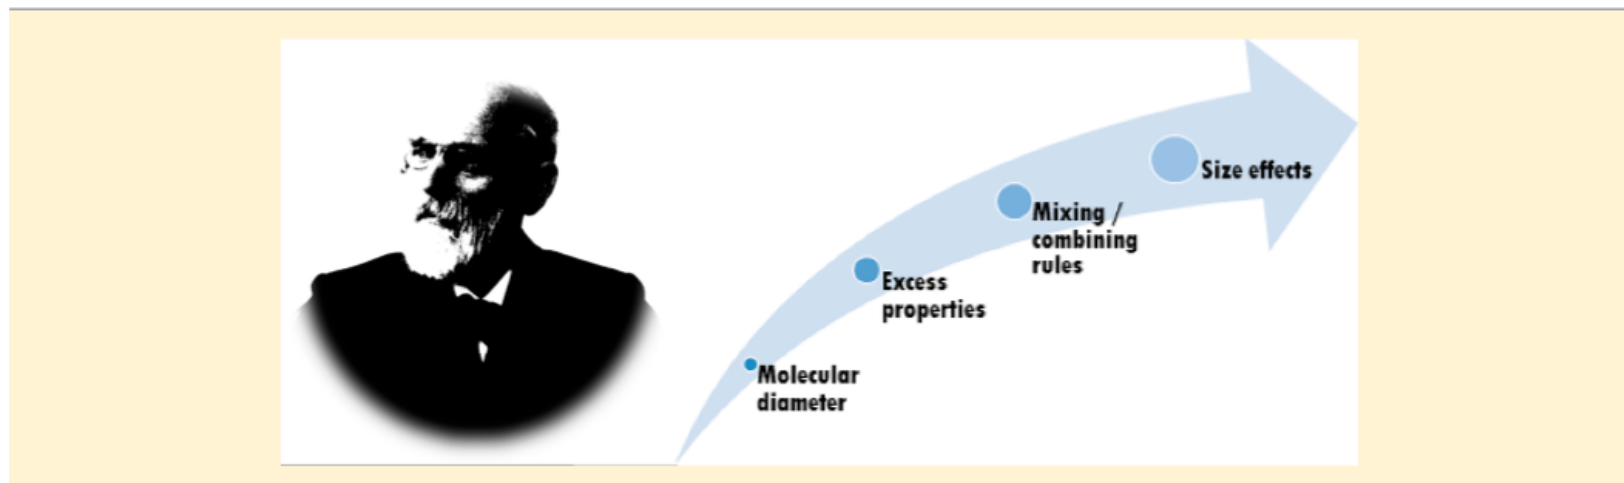 Size effects
Mixing /
combining
rules
Excess
properties
Molecular
diameter